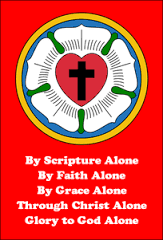 By Scripture Alone
By Faith Alone
By Grace Alone
Through Christ Alone
Glory to God Alone